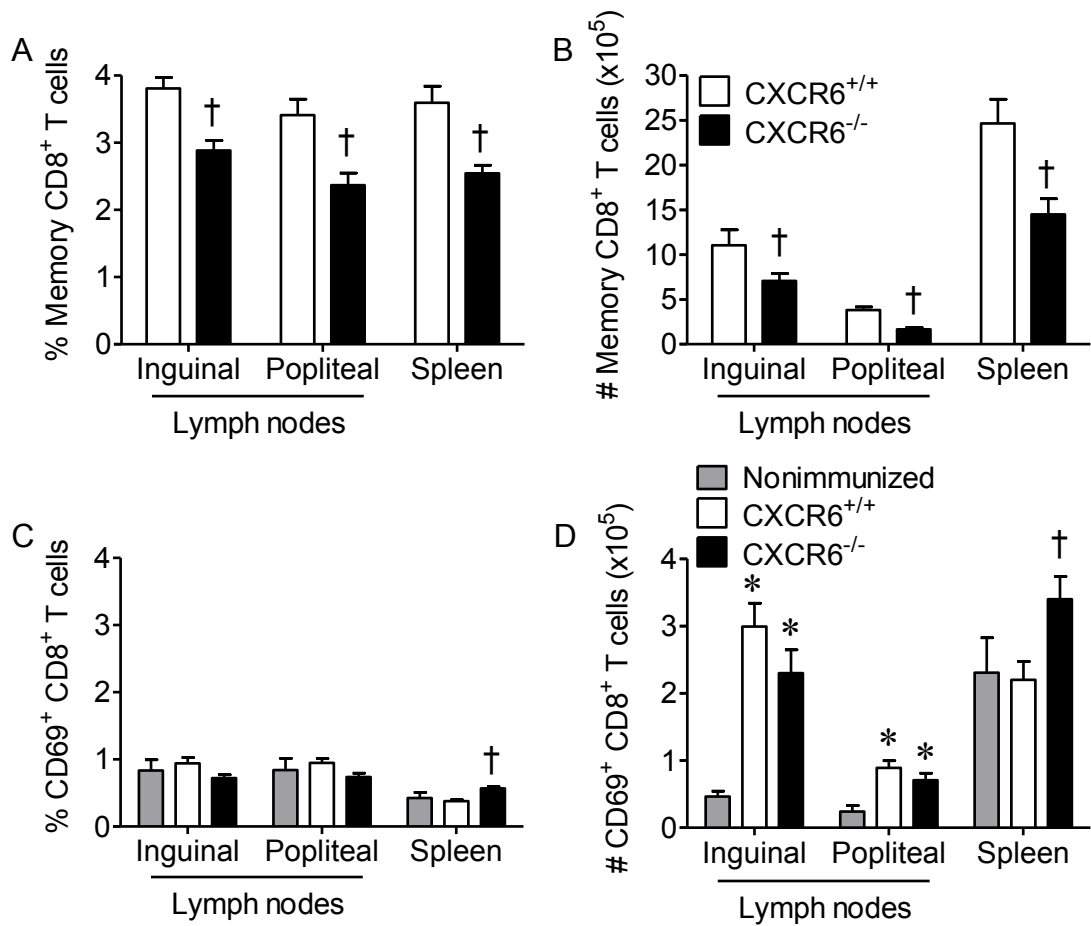 A
% Memory CD8+ T cells
4
3
2
1
0
† † †
Inguinal Popliteal Spleen
Lymph nodes
B
# Memory CD8+ T cells (x10^5)
30
25
20
15
10
5
0
CXCR6+/+
CXCR6-/-
† † †
Inguinal Popliteal Spleen
Lymph nodes
C
% CD69+ CD8+ T cells
4
3
2
1
0
†
Inguinal Popliteal Spleen
Lymph nodes
Nonimmunized
CXCR6+/+
CXCR6-/-
D
# CD69+ CD8+ T cells (x10^5)
4
3
2
1
0
* * * * †
Inguinal Popliteal Spleen
Lymph nodes